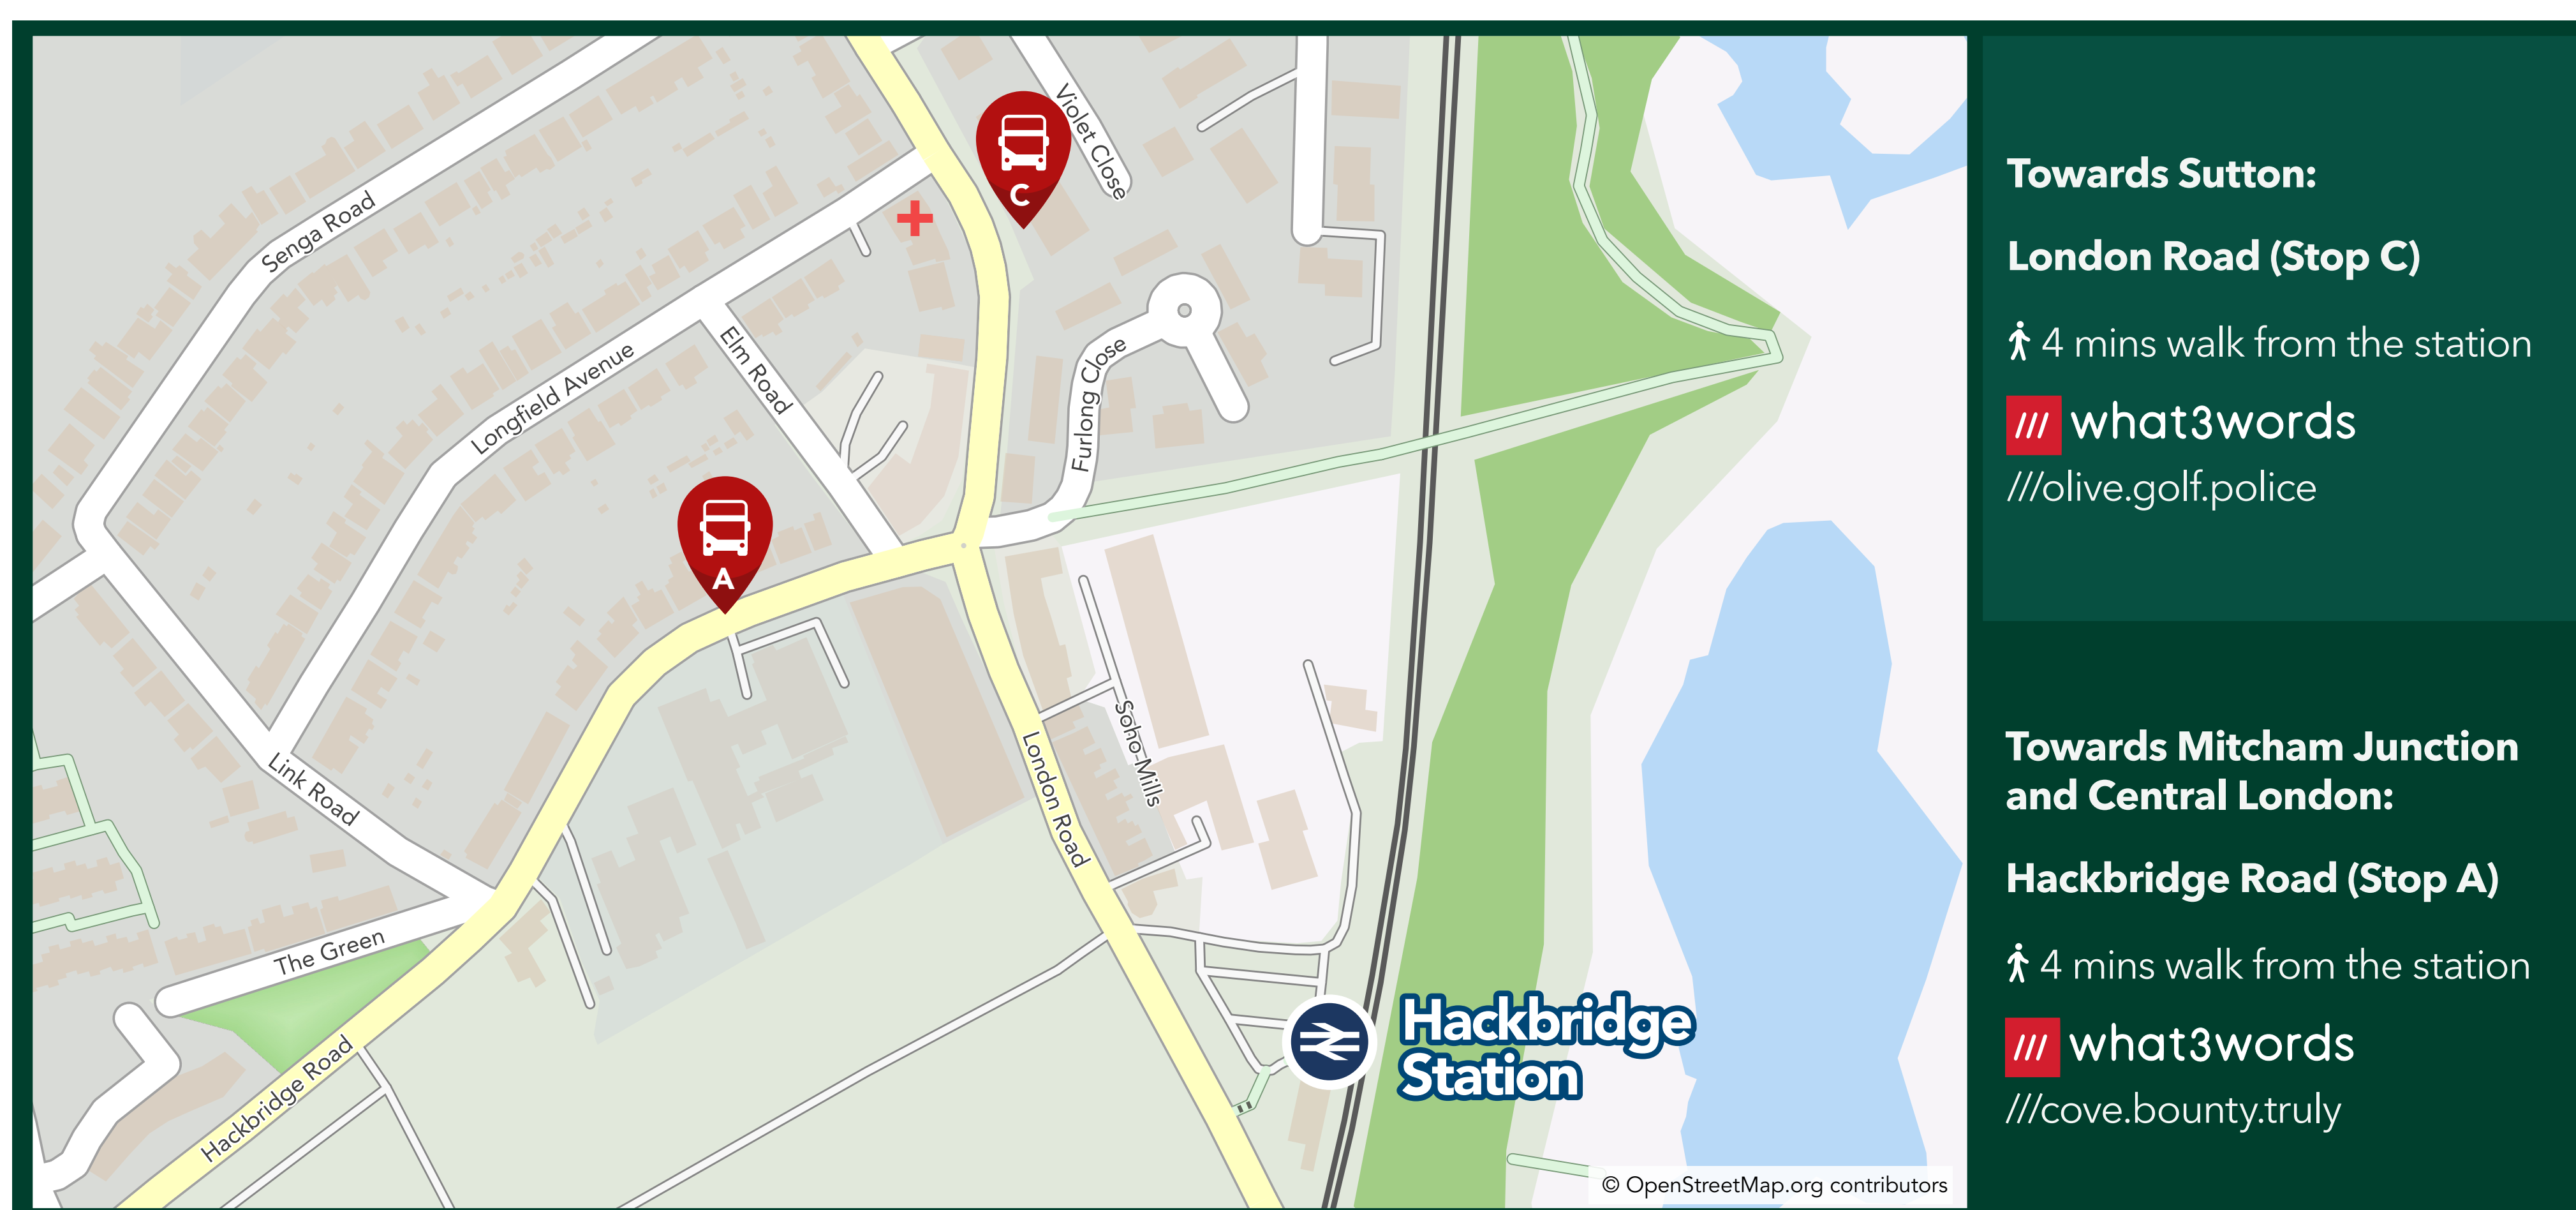 Violet Close
C
Senga Road
Elm Road
Longfield Avenue
Furlong Close
A
Soho-Mills
London Road
Link Road
The Green
Hackbridge Road
Hackbridge
Station
© OpenStreetMap.org contributors
Towards Sutton:
London Road (Stop C)
4 mins walk from the station
/// what3words
///olive.golf.police
Towards Mitcham Junction
and Central London:
Hackbridge Road (Stop A)
4 mins walk from the station
/// what3words
///cove.bounty.truly